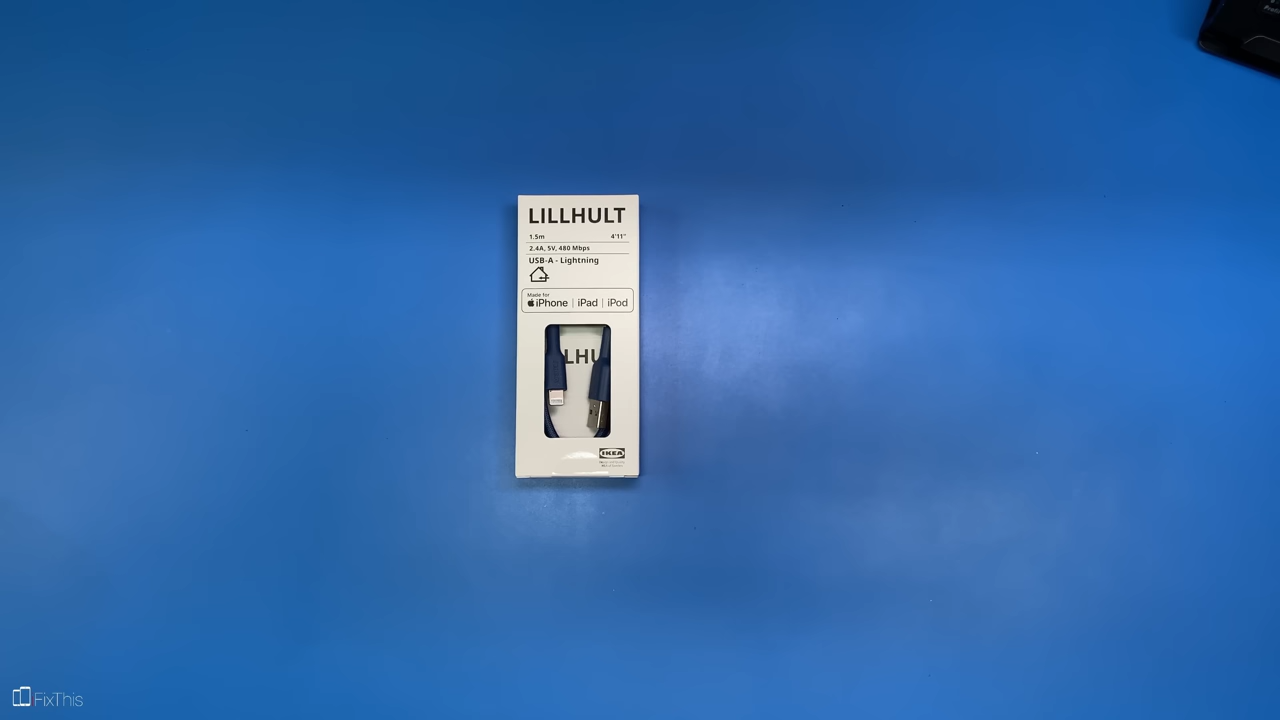 LILLHULT
1.5m 4'11"
2.4A, 5V, 480 Mbps
USB-A - Lightning
Made for
iPhone | iPad | iPod
LHU
IKEA
FixThis